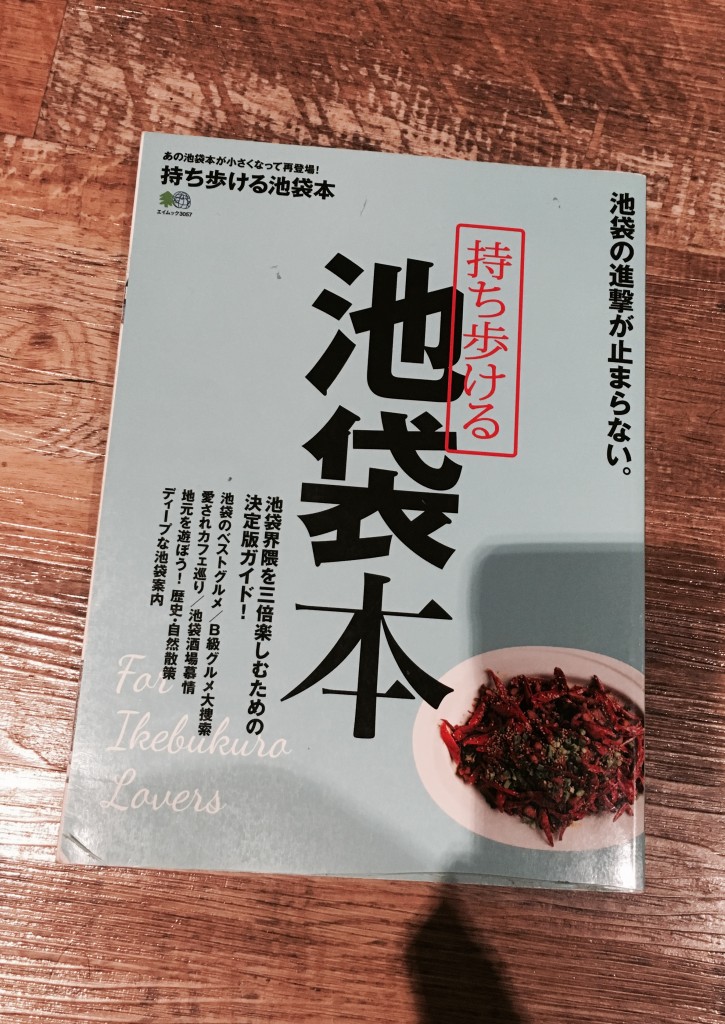 あの池袋本が小さくなって再登場!
持ち歩ける池袋本
エイムック3057
池袋の進撃が止まらない。
持ち歩ける
池袋本
池袋界隈を三倍楽しむための
決定版ガイド!
池袋のベストグルメ/B級グルメ大捜索
愛されカフェ巡り/池袋酒場慕情
地元を遊ぼう!歴史・自然散策
ディープな池袋案内
For
Ikebukuro
Lovers